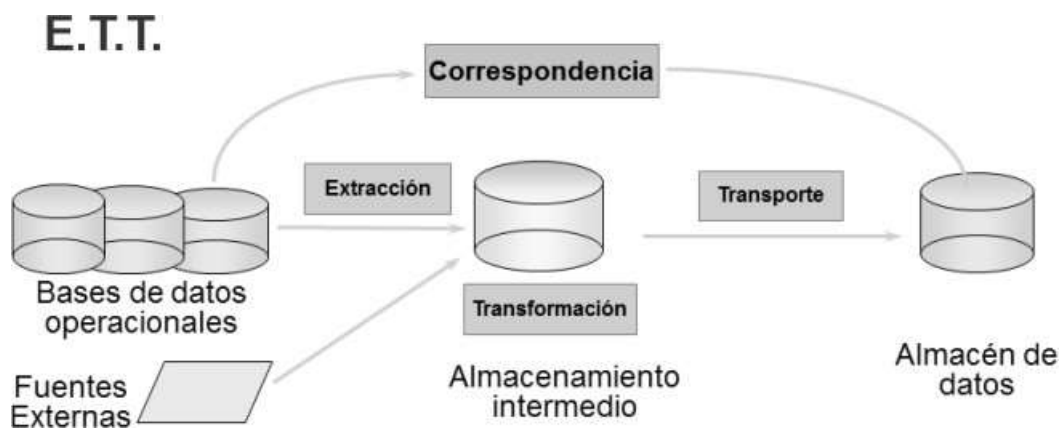 E.T.T.
Correspondencia
Extracción
Transporte
Bases de datos
operacionales
Transformación
Fuentes
Externas
Almacenamiento
intermedio
Almacén de
datos